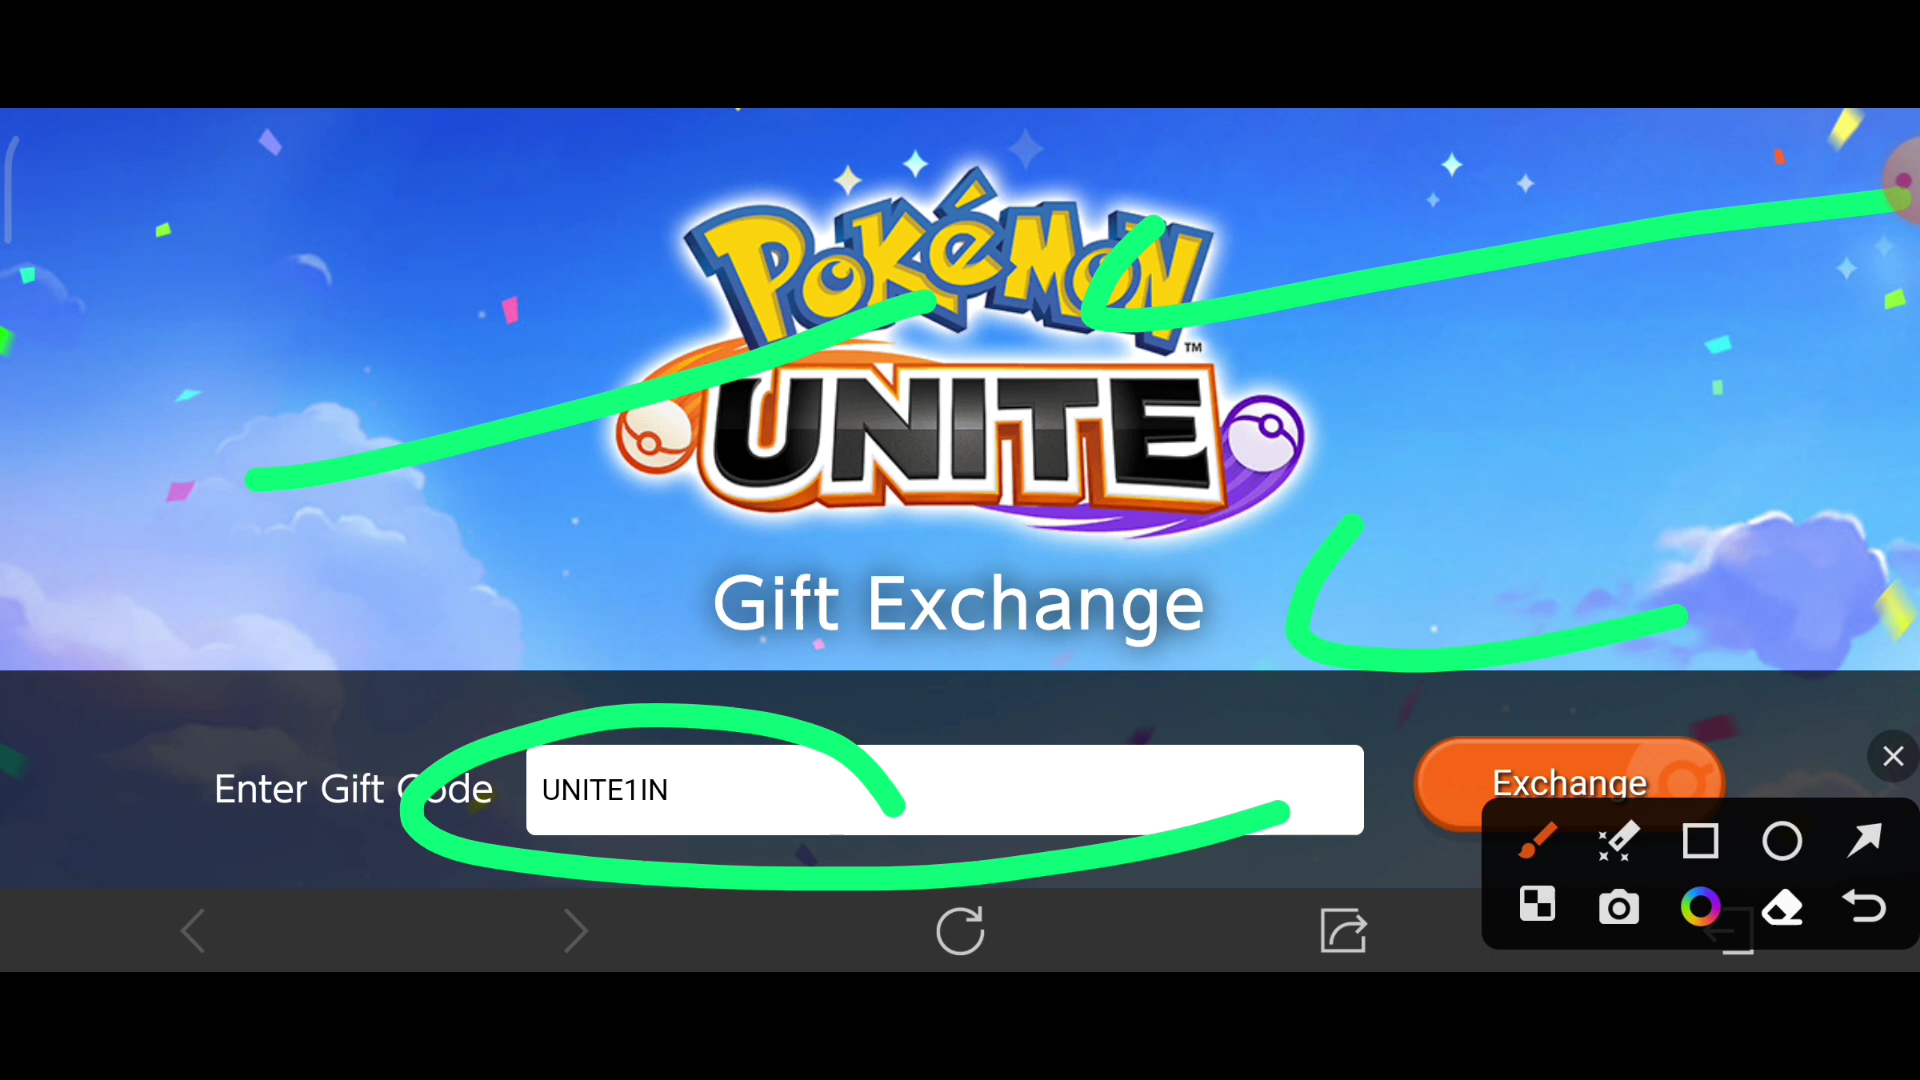 POKéMON
™
UNITE
Gift Exchange
Enter Gift Code
UNITE1IN
Exchange